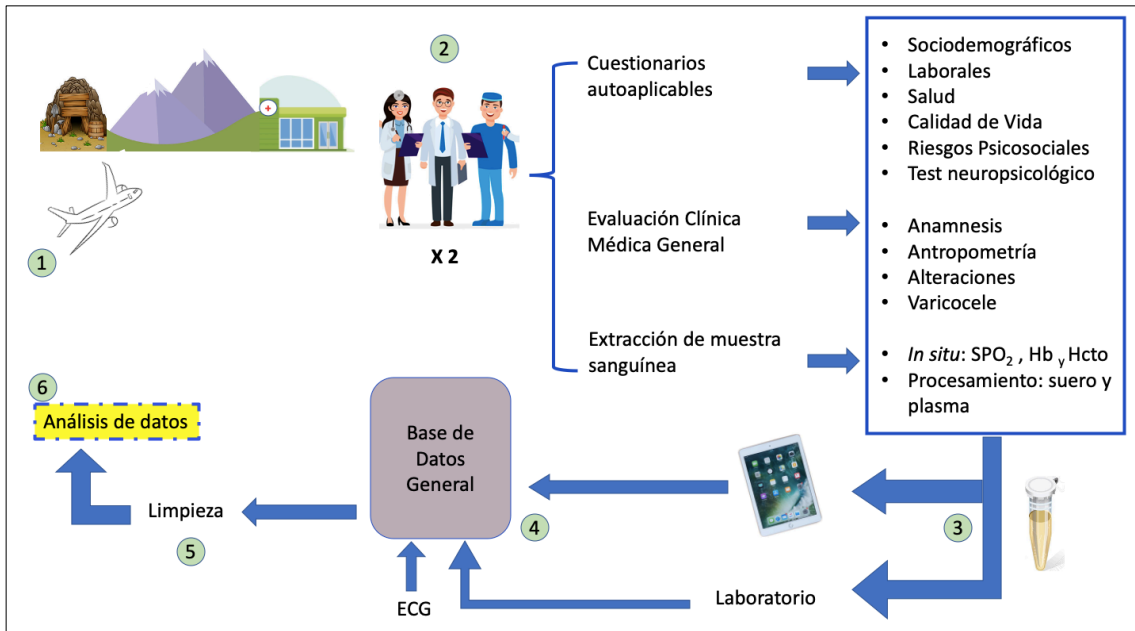 1
2
X 2
Cuestionarios
autoaplicables
Evaluación Clínica
Médica General
Extracción de muestra
sanguínea
• Sociodemográficos
• Laborales
• Salud
• Calidad de Vida
• Riesgos Psicosociales
• Test neuropsicológico
• Anamnesis
• Antropometría
• Alteraciones
• Varicocele
• In situ: SPO₂ , Hb y Hcto
• Procesamiento: suero y
plasma
3
Laboratorio
4
Base de
Datos
General
ECG
Limpieza
5
6
Análisis de datos